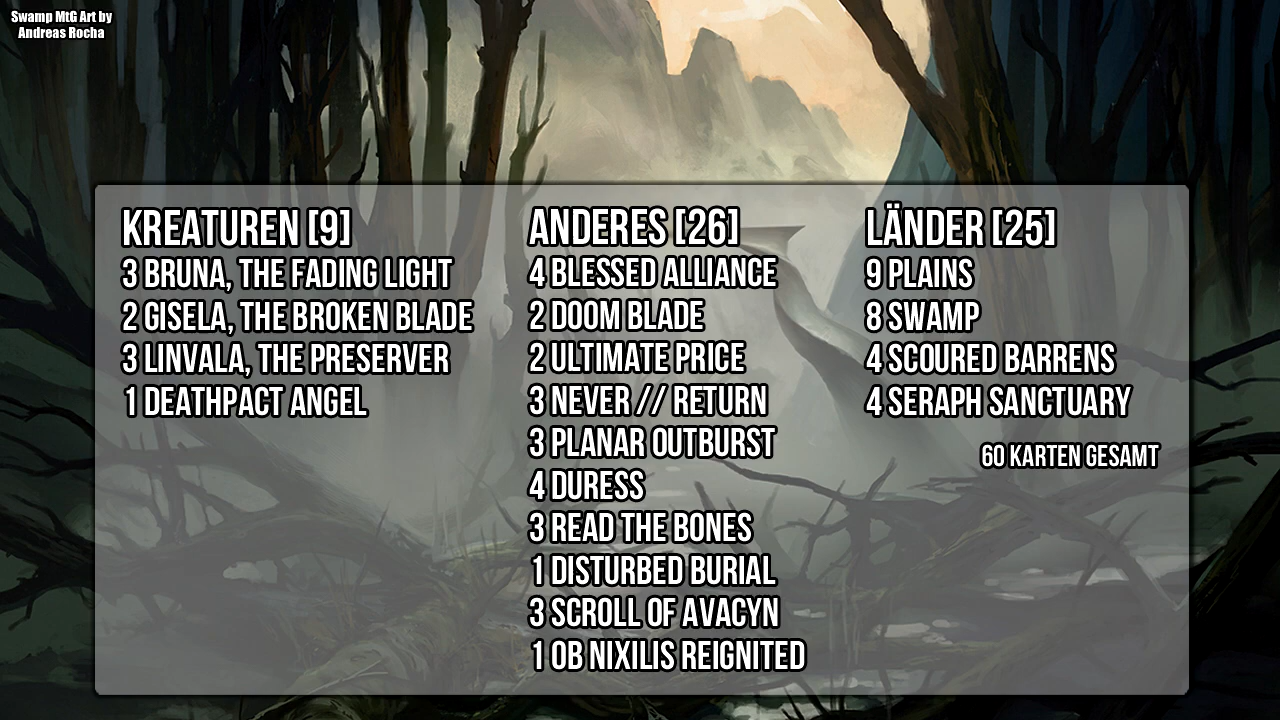 Swamp MtG Art by
Andreas Rocha
KREATUREN [9]
3 BRUNA, THE FADING LIGHT
2 GISELA, THE BROKEN BLADE
3 LINVALA, THE PRESERVER
1 DEATHPACT ANGEL
ANDERES [26]
4 BLESSED ALLIANCE
2 DOOM BLADE
2 ULTIMATE PRICE
3 NEVER // RETURN
3 PLANAR OUTBURST
4 DURESS
3 READ THE BONES
1 DISTURBED BURIAL
3 SCROLL OF AVACYN
1 OB NIXILIS REIGNITED
LÄNDER [25]
9 PLAINS
8 SWAMP
4 SCOURED BARRENS
4 SERAPH SANCTUARY
60 KARTEN GESAMT